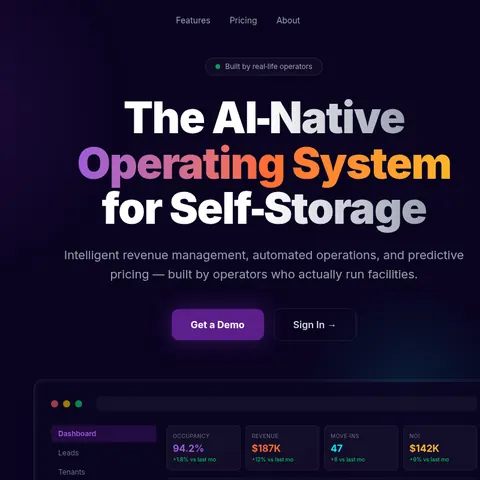 Features Pricing About
Built by real-life operators
The AI-Native
Operating System
for Self-Storage
Intelligent revenue management, automated operations, and predictive
pricing — built by operators who actually run facilities.
Get a Demo Sign In →
Dashboard
Leads
Tenants
OCCUPANCY
94.2%
+1.8% vs last mo
REVENUE
$187K
+12% vs last mo
MOVE-INS
47
+8 vs last mo
NOI
$142K
+6% vs last mo